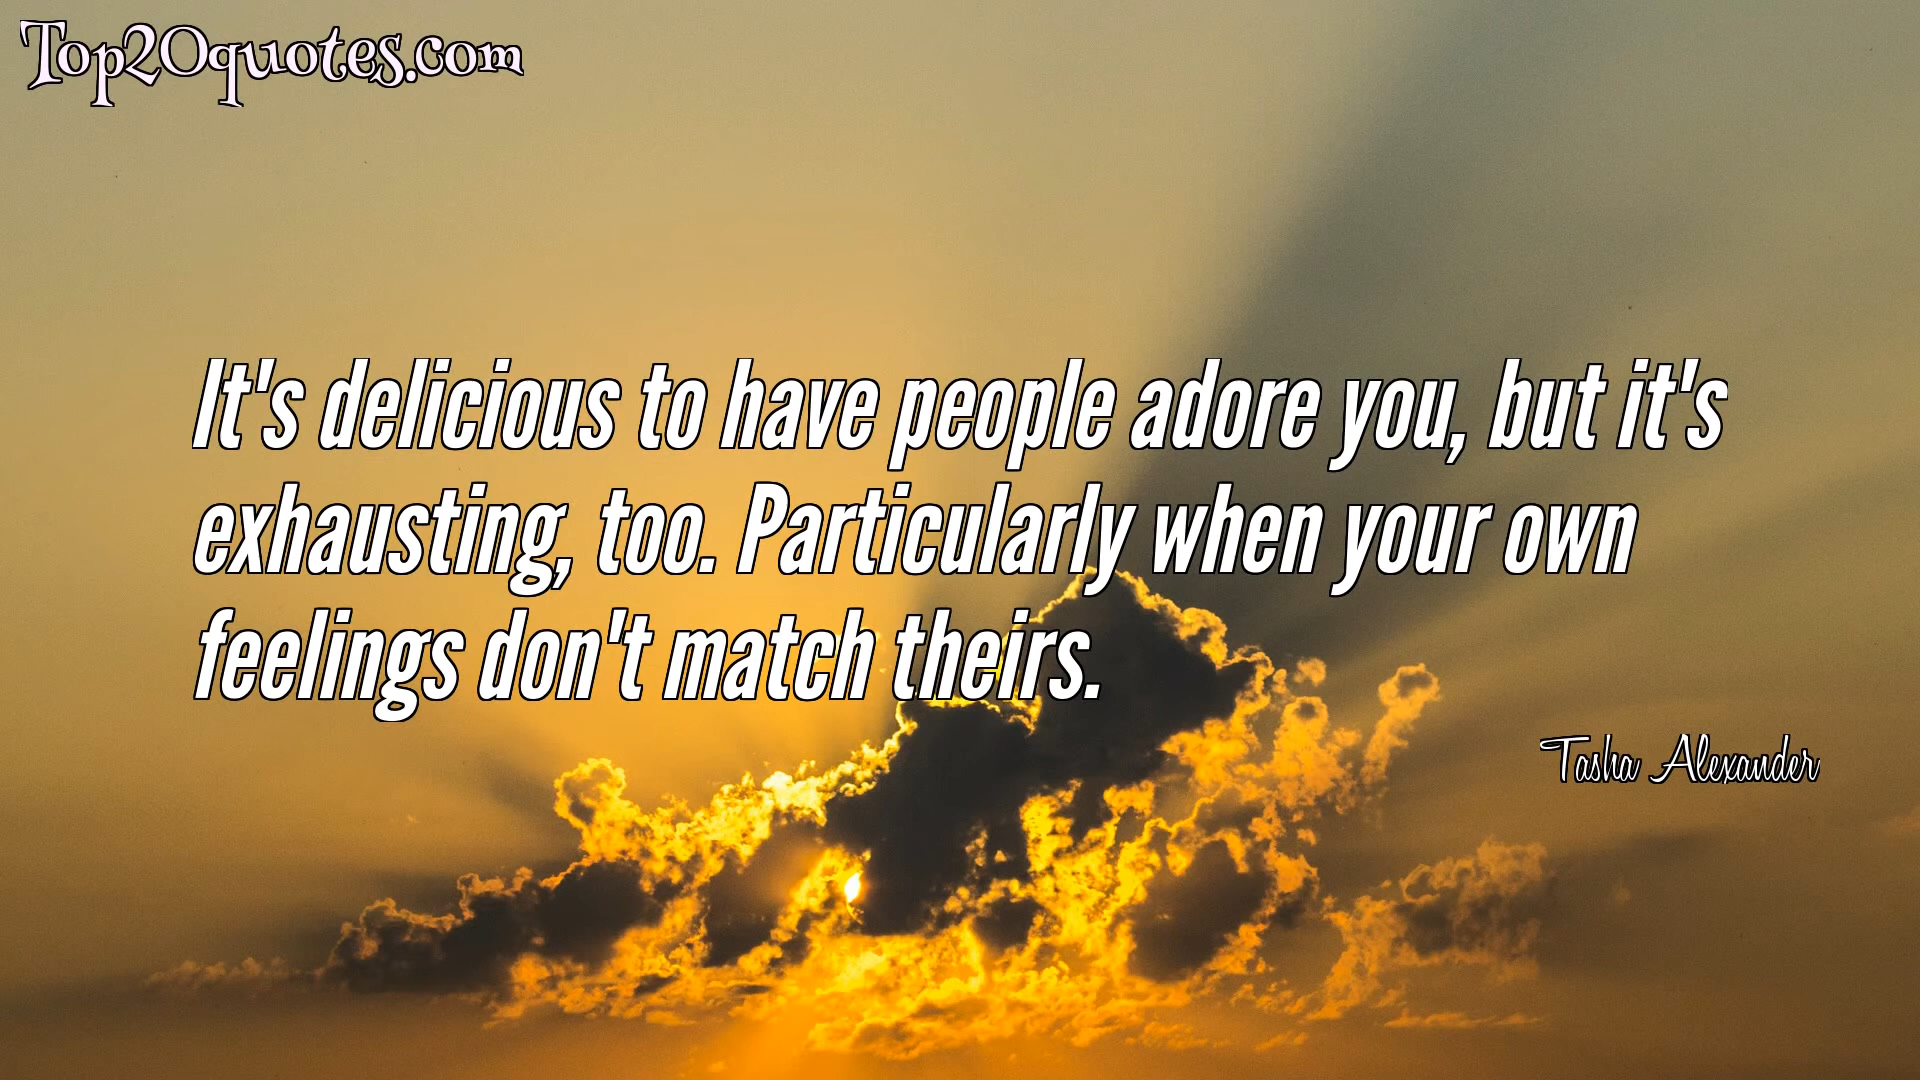 Top20quotes.com
It's delicious to have people adore you, but it's
exhausting, too. Particularly when your own
feelings don't match theirs.
Tasha Alexander